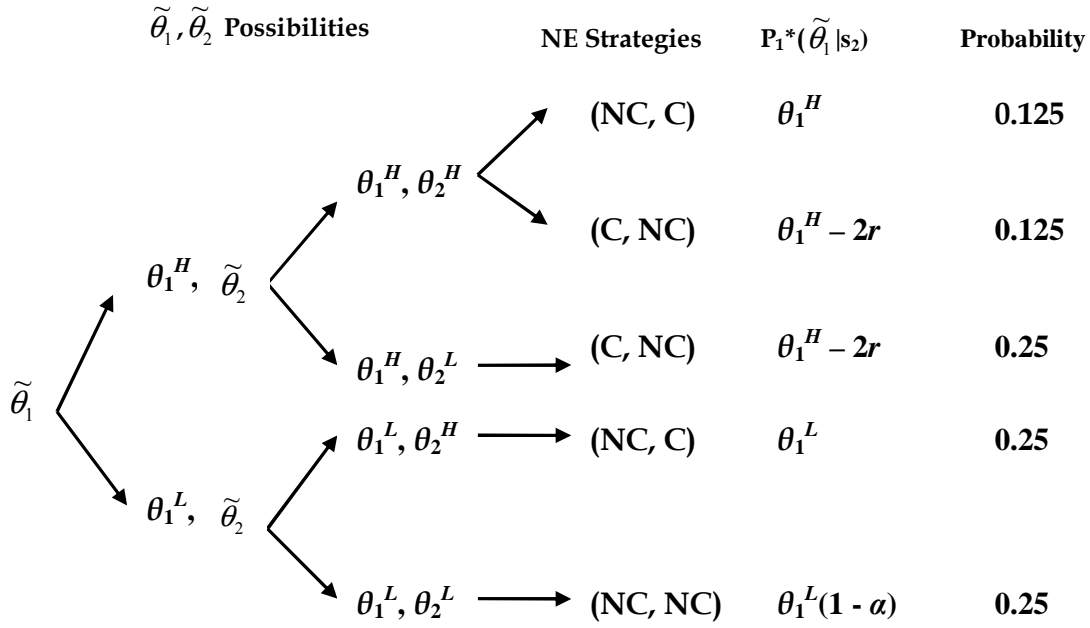 θ̃₁, θ̃₂ Possibilities
NE Strategies P₁*(θ̃₁|s₂) Probability
(NC, C) θ₁ᴴ 0.125
θ₁ᴴ, θ₂ᴴ
(C, NC) θ₁ᴴ – 2r 0.125
θ₁ᴴ, θ̃₂
θ₁ᴴ, θ₂ᴸ (C, NC) θ₁ᴴ – 2r 0.25
θ̃₁
θ₁ᴸ, θ₂ᴴ (NC, C) θ₁ᴸ 0.25
θ₁ᴸ, θ̃₂
θ₁ᴸ, θ₂ᴸ (NC, NC) θ₁ᴸ(1 - α) 0.25